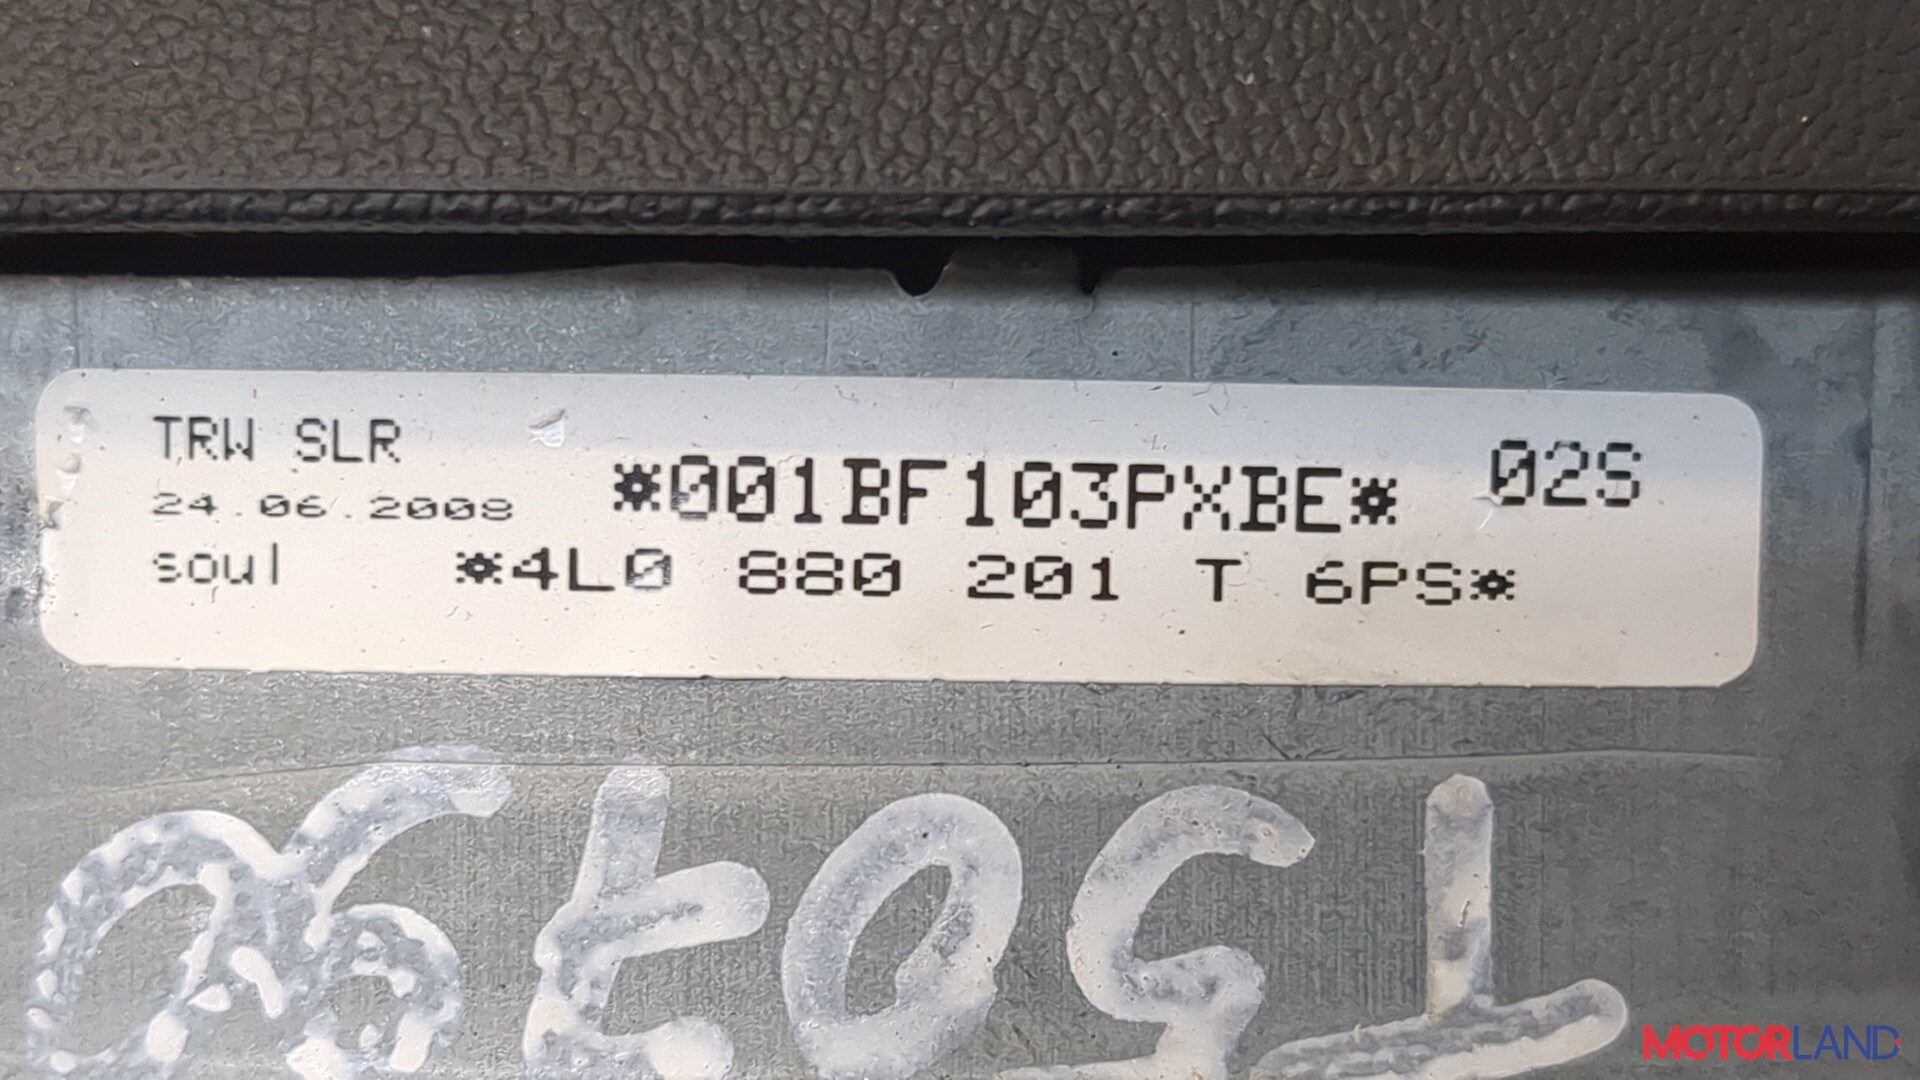 TRW SLR
*001BF103PXBE*
02S
24.06.2008
soul
*4L0 880 201 T 6PS*
MOTORLAND